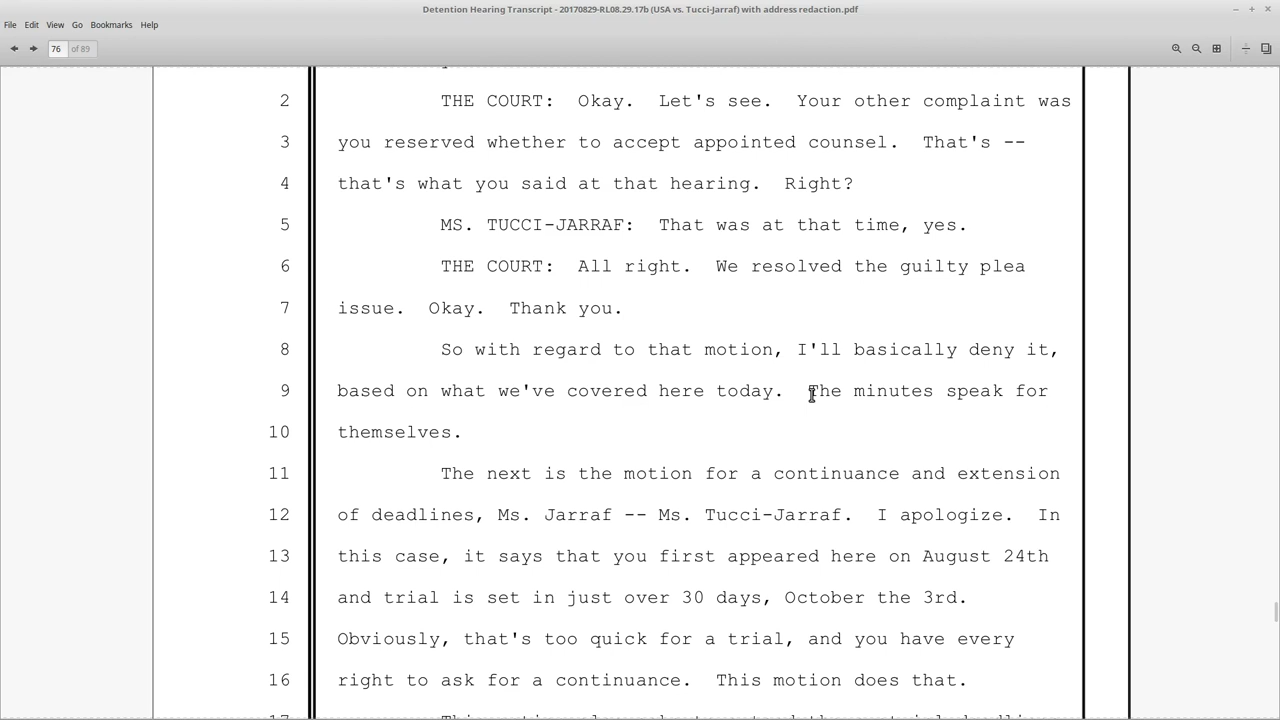 Detention Hearing Transcript - 20170829-RL08.29.17b (USA vs. Tucci-Jarraf) with address redaction.pdf
File Edit View Go Bookmarks Help
76 of 89
2 THE COURT: Okay. Let's see. Your other complaint was
3 you reserved whether to accept appointed counsel. That's --
4 that's what you said at that hearing. Right?
5 MS. TUCCI-JARRAF: That was at that time, yes.
6 THE COURT: All right. We resolved the guilty plea
7 issue. Okay. Thank you.
8 So with regard to that motion, I'll basically deny it,
9 based on what we've covered here today. The minutes speak for
10 themselves.
11 The next is the motion for a continuance and extension
12 of deadlines, Ms. Jarraf -- Ms. Tucci-Jarraf. I apologize. In
13 this case, it says that you first appeared here on August 24th
14 and trial is set in just over 30 days, October the 3rd.
15 Obviously, that's too quick for a trial, and you have every
16 right to ask for a continuance. This motion does that.